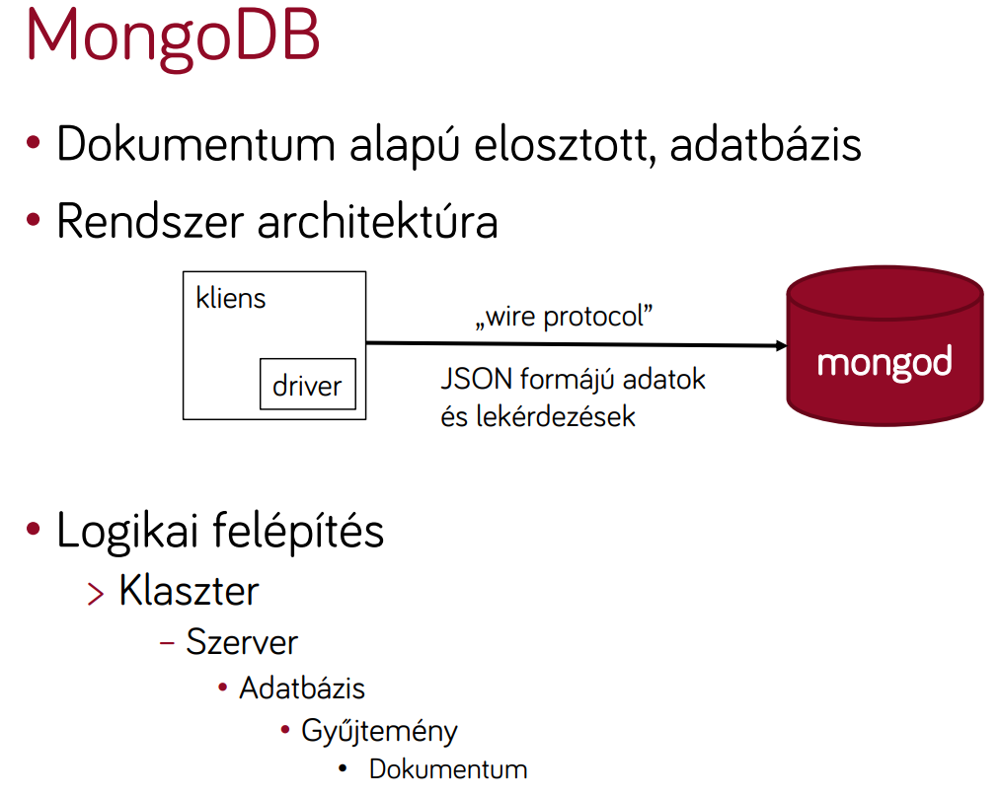 MongoDB
• Dokumentum alapú elosztott, adatbázis
• Rendszer architektúra
kliens
driver
„wire protocol”
JSON formájú adatok
és lekérdezések
mongod
• Logikai felépítés
> Klaszter
– Szerver
• Adatbázis
• Gyűjtemény
• Dokumentum